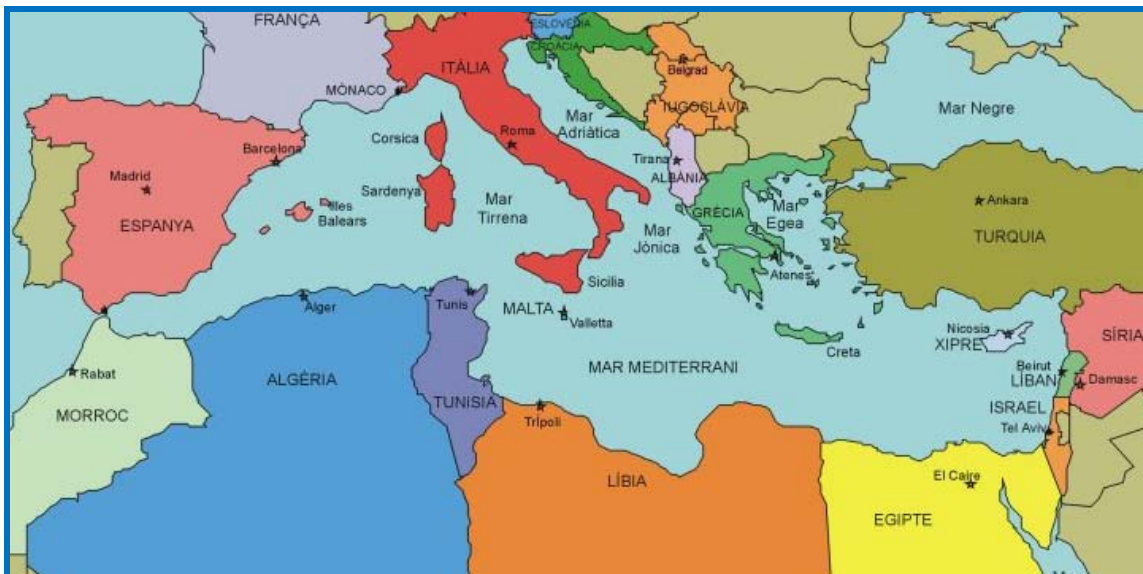 FRANÇA
ESLOVÈNIA
CROÀCIA
ITÀLIA
Belgrad
IUGOSLÀVIA
MÒNACO
Mar Negre
Mar
Adriàtica
Corsica
Roma
Barcelona
Tirana
ALBÀNIA
Madrid
Sardenya
Mar
Tirrena
Illes
Balears
ESPANYA
GRÈCIA
Mar
Egea
Ankara
TURQUIA
Mar
Jònica
Atenes
Sicilia
Alger
Tunis
MALTA
Valletta
Nicosia
XIPRE
SÍRIA
Creta
MAR MEDITERRANI
Beirut
LÍBAN
Damasc
Rabat
ALGÈRIA
TUNISIA
MORROC
ISRAEL
Tel Aviv
Trípoli
LÍBIA
El Caire
EGIPTE